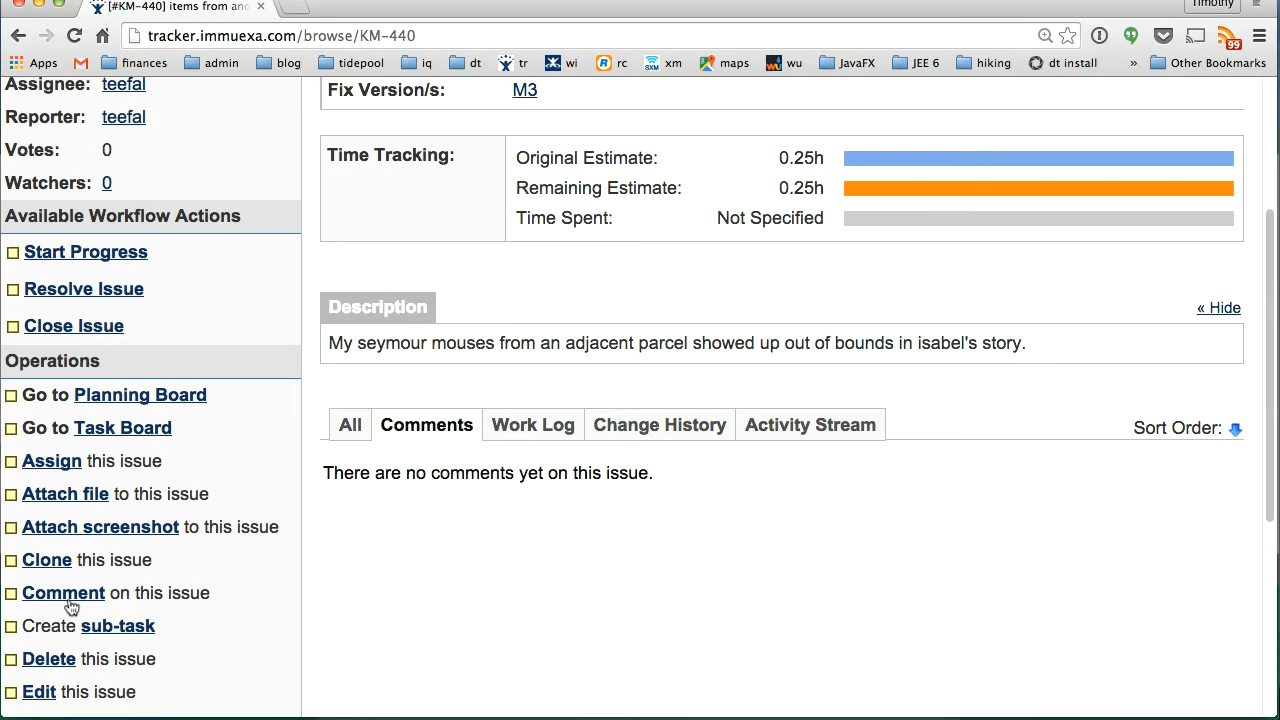 Timothy
[#KM-440] items from ano
tracker.immuexa.com/browse/KM-440
99
Apps finances admin blog tidepool iq dt tr wi rc xm maps wu JavaFX JEE 6 hiking dt install » Other Bookmarks
Assignee: teefal
Reporter: teefal
Votes: 0
Watchers: 0
Available Workflow Actions
Start Progress
Resolve Issue
Close Issue
Operations
Go to Planning Board
Go to Task Board
Assign this issue
Attach file to this issue
Attach screenshot to this issue
Clone this issue
Comment on this issue
Create sub-task
Delete this issue
Edit this issue
Fix Version/s: M3
Time Tracking:
Original Estimate: 0.25h
Remaining Estimate: 0.25h
Time Spent: Not Specified
Description
« Hide
My seymour mouses from an adjacent parcel showed up out of bounds in isabel's story.
All Comments Work Log Change History Activity Stream
Sort Order:
There are no comments yet on this issue.